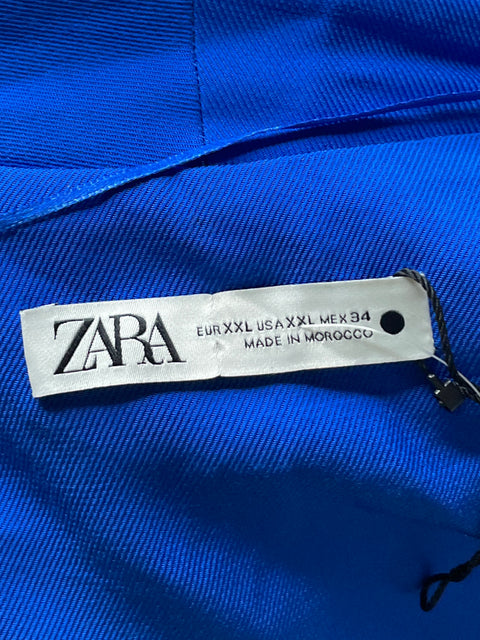 ZARA
EUR XXL USA XXL MEX 34
MADE IN MOROCCO